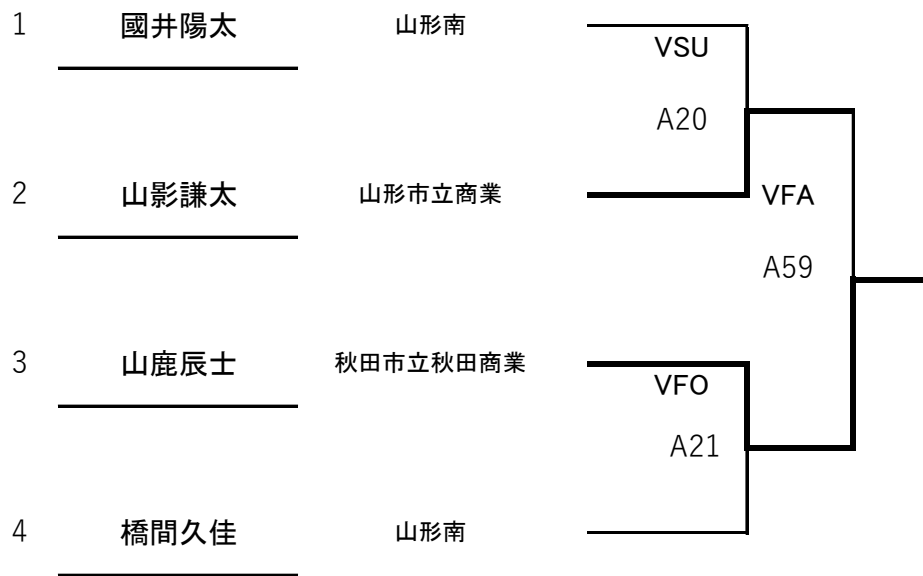 1 國井陽太 山形南
VSU
A20
2 山影謙太 山形市立商業
VFA
A59
3 山鹿辰士 秋田市立秋田商業
VFO
A21
4 橋間久佳 山形南